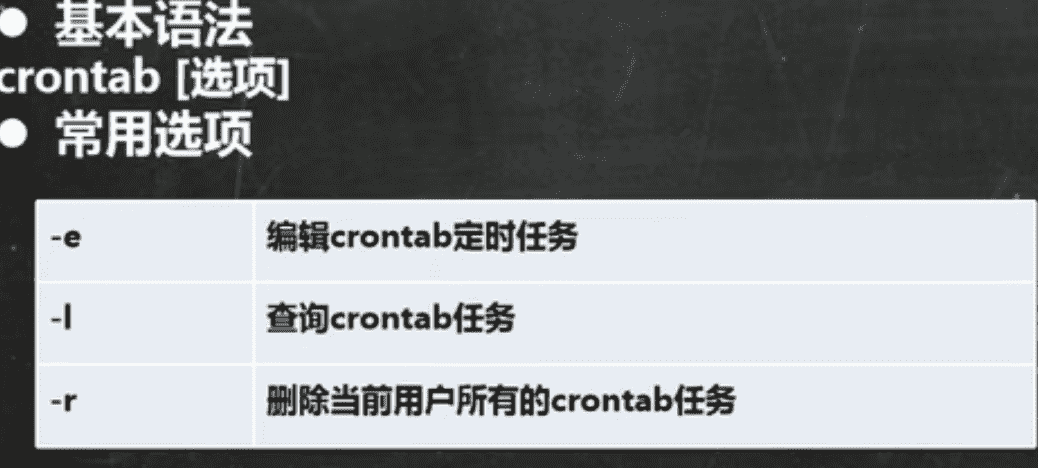 ● 基本语法
crontab [选项]
● 常用选项
-e 编辑crontab定时任务
-l 查询crontab任务
-r 删除当前用户所有的crontab任务